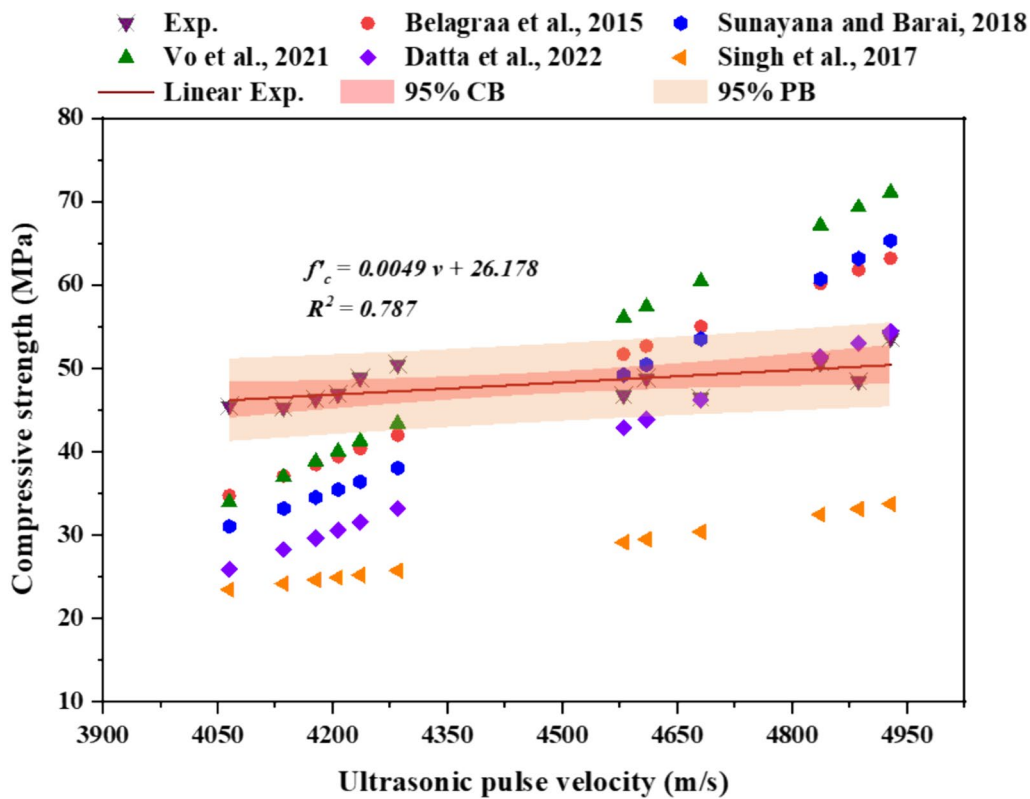 Exp. Belagraa et al., 2015 Sunayana and Barai, 2018
Vo et al., 2021 Datta et al., 2022 Singh et al., 2017
Linear Exp. 95% CB 95% PB
80
70
60
50
40
30
20
10
Compressive strength (MPa)
f'c = 0.0049 v + 26.178
R² = 0.787
3900 4050 4200 4350 4500 4650 4800 4950
Ultrasonic pulse velocity (m/s)